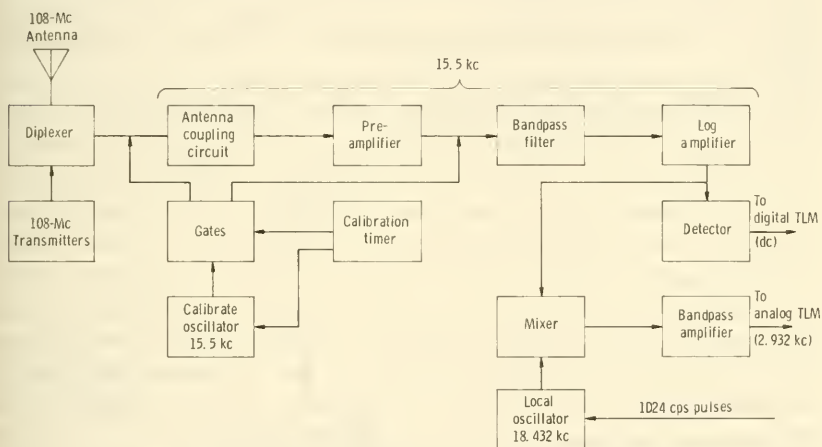 108-Mc
Antenna
15.5 kc
Diplexer
Antenna
coupling
circuit
Pre-
amplifier
Bandpass
filter
Log
amplifier
108-Mc
Transmitters
Gates
Calibration
timer
Detector
To
digital TLM
(dc)
Calibrate
oscillator
15.5 kc
Mixer
Bandpass
amplifier
To
analog TLM
(2.932 kc)
Local
oscillator
18.432 kc
1024 cps pulses